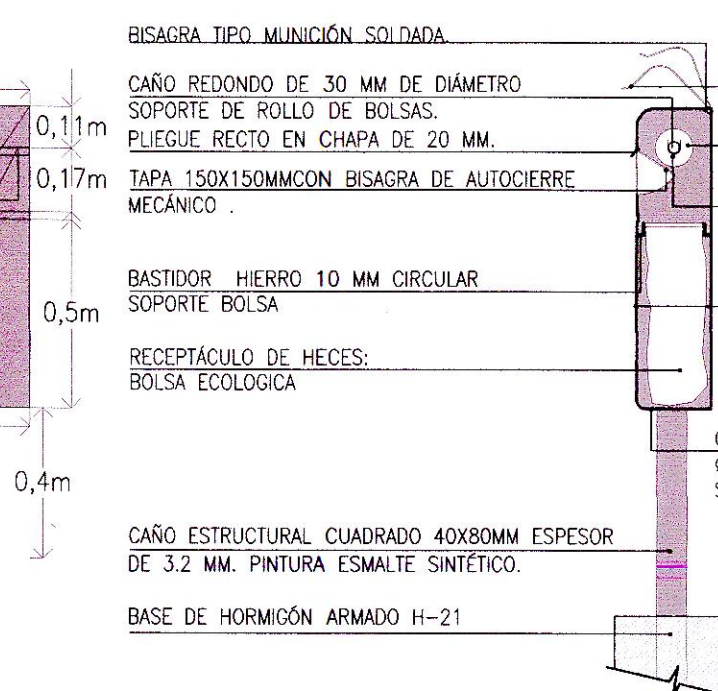 BISAGRA TIPO MUNICIÓN SOLDADA.
CAÑO REDONDO DE 30 MM DE DIÁMETRO
SOPORTE DE ROLLO DE BOLSAS.
PLIEGUE RECTO EN CHAPA DE 20 MM.
TAPA 150X150MMCON BISAGRA DE AUTOCIERRE
MECÁNICO .
BASTIDOR HIERRO 10 MM CIRCULAR
SOPORTE BOLSA
RECEPTÁCULO DE HECES:
BOLSA ECOLOGICA
CAÑO ESTRUCTURAL CUADRADO 40X80MM ESPESOR
DE 3.2 MM. PINTURA ESMALTE SINTÉTICO.
BASE DE HORMIGÓN ARMADO H-21
0,11m
0,17m
0,5m
0,4m